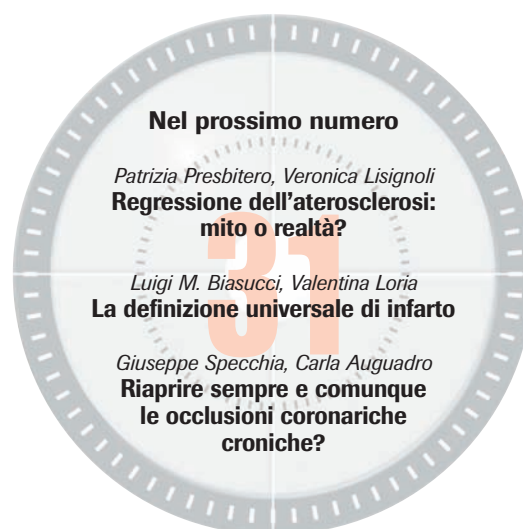 Nel prossimo numero
Patrizia Presbitero, Veronica Lisignoli
Regressione dell'aterosclerosi:
mito o realtà?
31
Luigi M. Biasucci, Valentina Loria
La definizione universale di infarto
Giuseppe Specchia, Carla Auguadro
Riaprire sempre e comunque
le occlusioni coronariche
croniche?